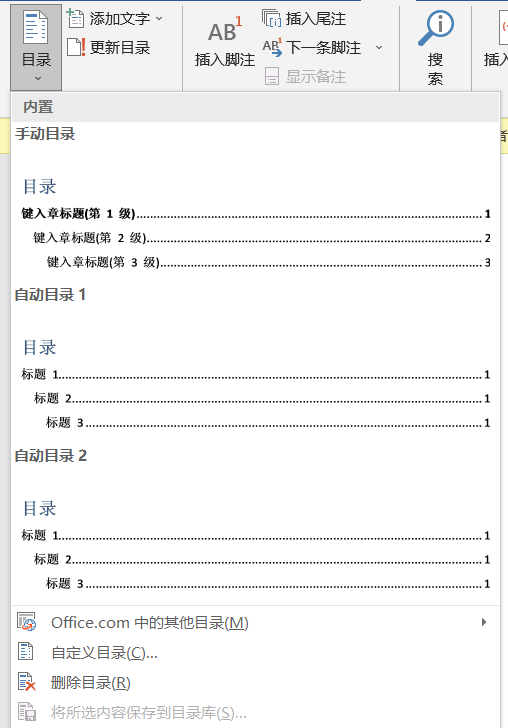 目录
添加文字
更新目录
AB1
插入脚注
插入尾注
AB1 下一条脚注
显示备注
搜
索
插入
内置
手动目录
目录
键入章标题(第 1 级)........................................1
键入章标题(第 2 级)........................................2
键入章标题(第 3 级)........................................3
自动目录 1
目录
标题 1........................................1
标题 2........................................1
标题 3........................................1
自动目录 2
目录
标题 1........................................1
标题 2........................................1
标题 3........................................1
Office.com 中的其他目录(M)
自定义目录(C)...
删除目录(R)
将所选内容保存到目录库(S)...